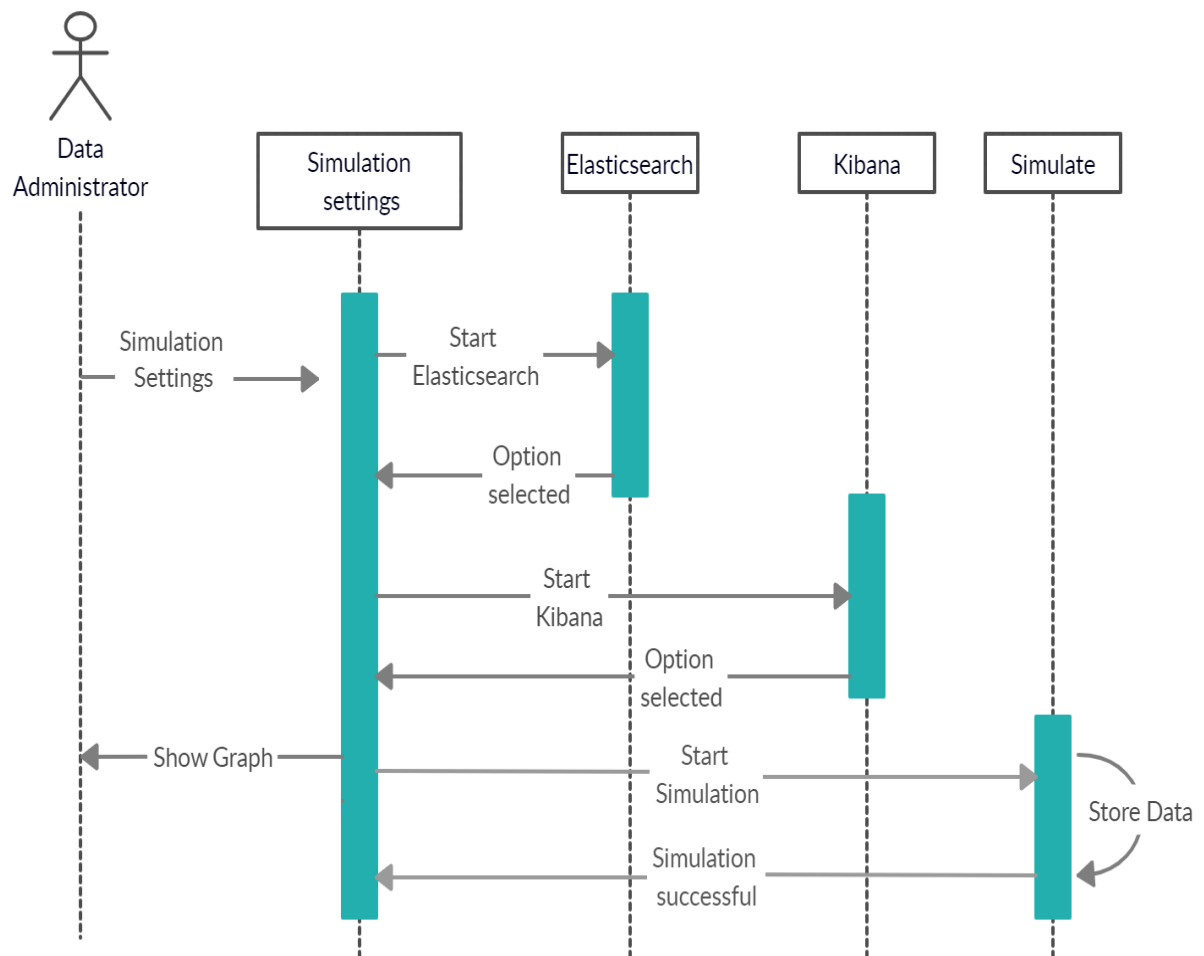 Data
Administrator
Simulation
settings
Elasticsearch
Kibana
Simulate
Simulation
Settings
Start
Elasticsearch
Option
selected
Start
Kibana
Option
selected
Show Graph
Start
Simulation
Store Data
Simulation
successful